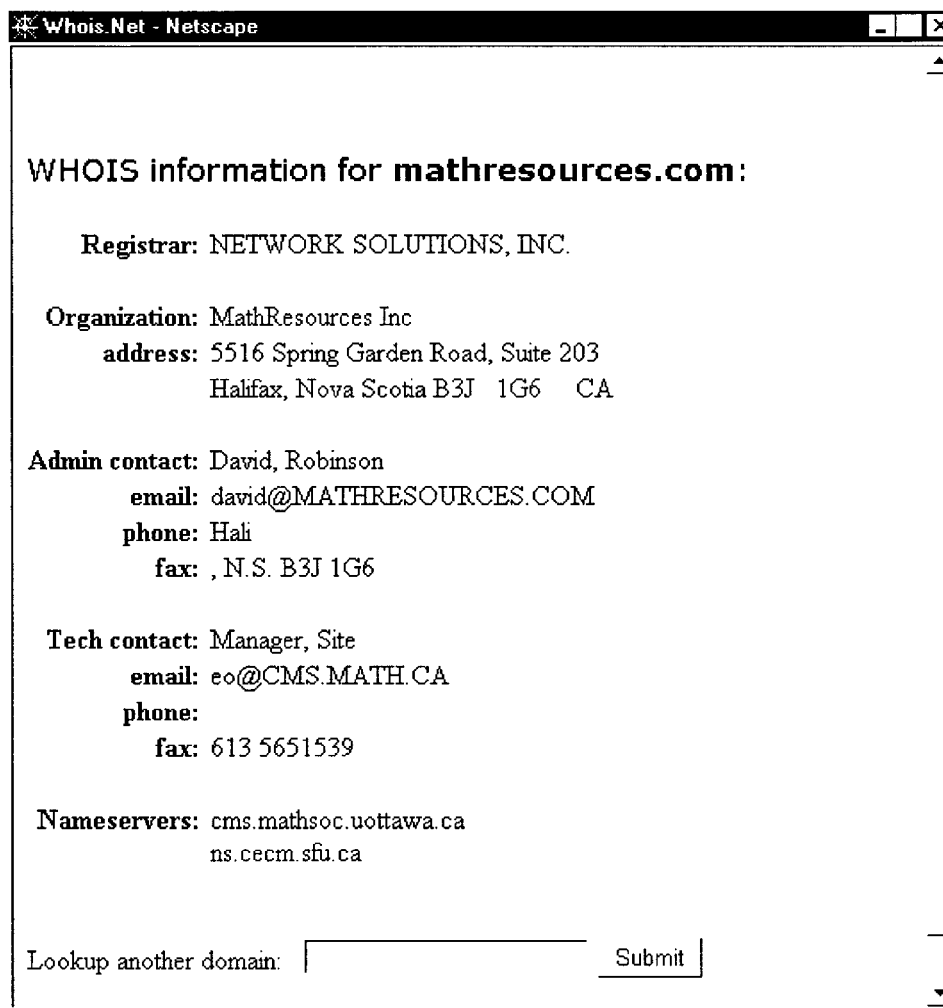 Whois.Net - Netscape
WHOIS information for mathresources.com:
Registrar: NETWORK SOLUTIONS, INC.
Organization: MathResources Inc
address: 5516 Spring Garden Road, Suite 203
Halifax, Nova Scotia B3J 1G6 CA
Admin contact: David, Robinson
email: david@MATHRESOURCES.COM
phone: Hali
fax: , N.S. B3J 1G6
Tech contact: Manager, Site
email: eo@CMS.MATH.CA
phone:
fax: 613 5651539
Nameservers: cms.mathsoc.uottawa.ca
ns.cecm.sfu.ca
Lookup another domain: Submit